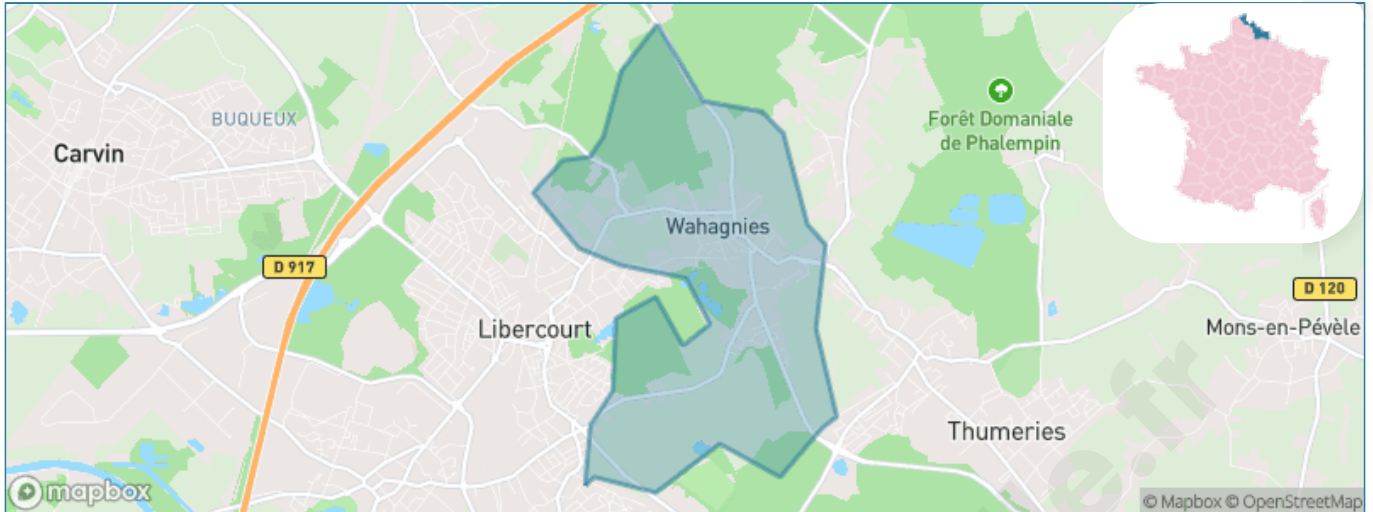 BUQUEUX
Carvin
Forêt Domaniale
de Phalempin
Wahagnies
D 917
D 120
Libercourt
Mons-en-Pévèle
Thumeries
mapbox
© Mapbox © OpenStreetMap